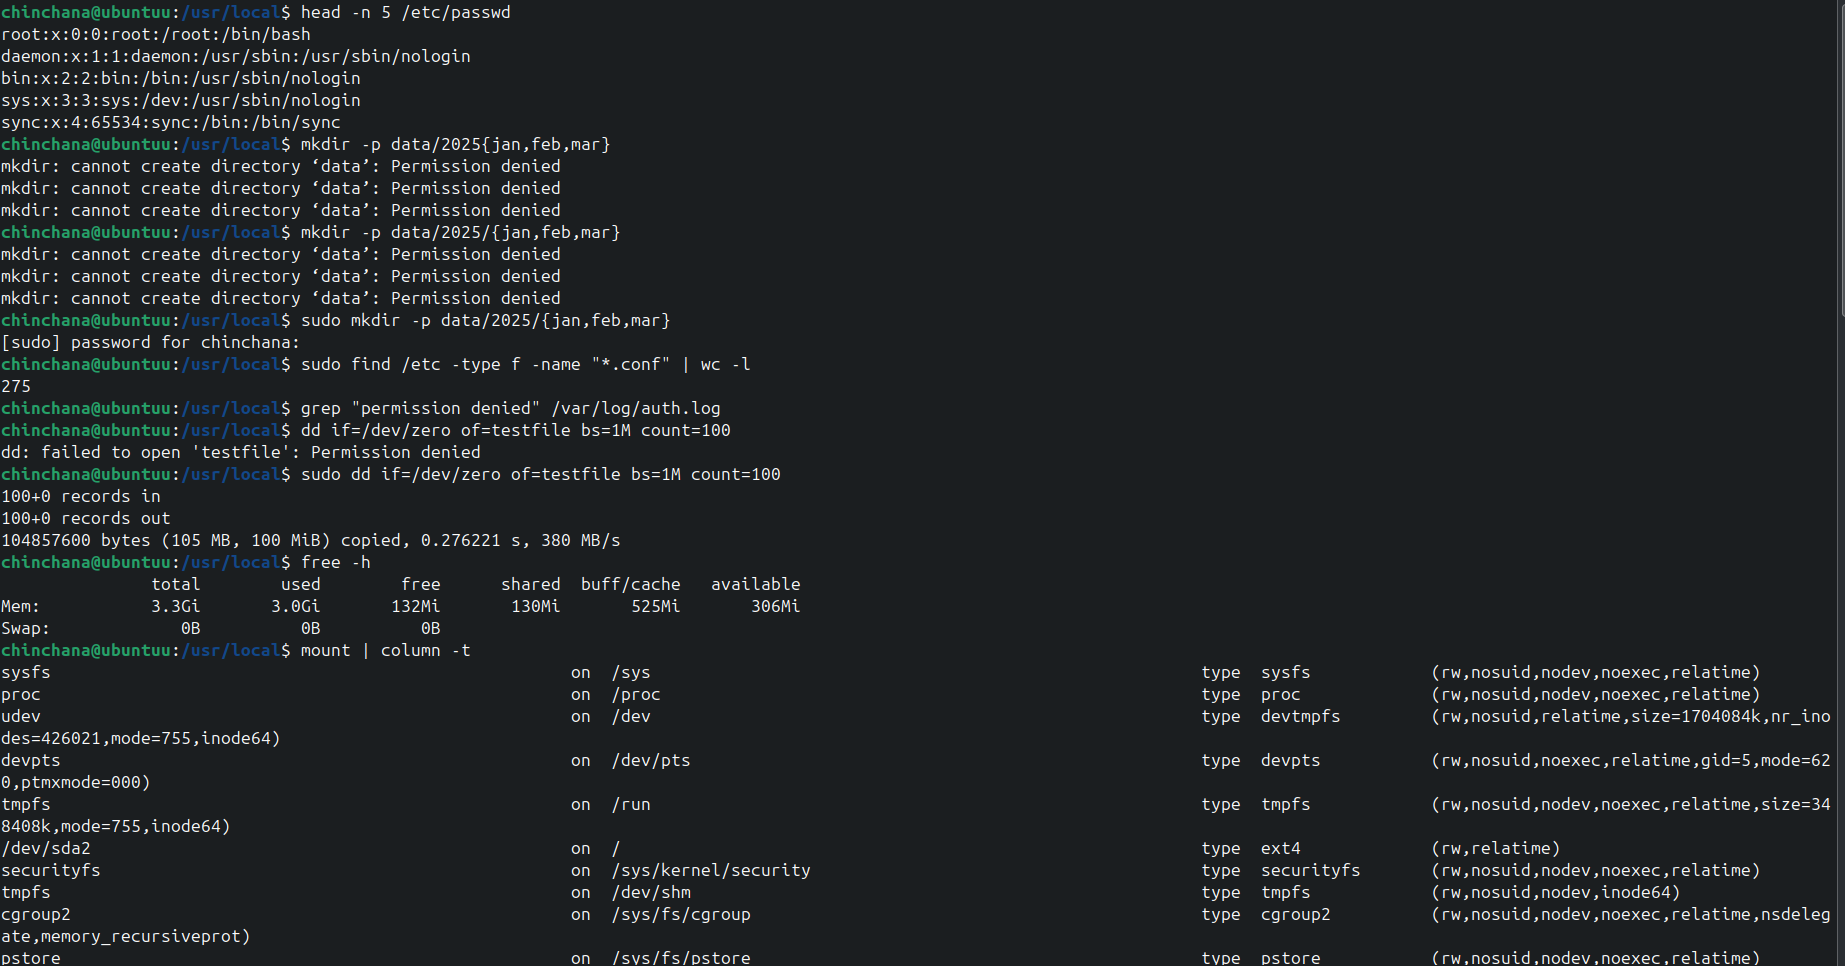 chinchana@ubuntuu:/usr/local$ head -n 5 /etc/passwd
root:x:0:0:root:/root:/bin/bash
daemon:x:1:1:daemon:/usr/sbin:/usr/sbin/nologin
bin:x:2:2:bin:/bin:/usr/sbin/nologin
sys:x:3:3:sys:/dev:/usr/sbin/nologin
sync:x:4:65534:sync:/bin:/bin/sync
chinchana@ubuntuu:/usr/local$ mkdir -p data/2025{jan,feb,mar}
mkdir: cannot create directory ‘data’: Permission denied
mkdir: cannot create directory ‘data’: Permission denied
mkdir: cannot create directory ‘data’: Permission denied
chinchana@ubuntuu:/usr/local$ mkdir -p data/2025/{jan,feb,mar}
mkdir: cannot create directory ‘data’: Permission denied
mkdir: cannot create directory ‘data’: Permission denied
mkdir: cannot create directory ‘data’: Permission denied
chinchana@ubuntuu:/usr/local$ sudo mkdir -p data/2025/{jan,feb,mar}
[sudo] password for chinchana:
chinchana@ubuntuu:/usr/local$ sudo find /etc -type f -name "*.conf" | wc -l
275
chinchana@ubuntuu:/usr/local$ grep "permission denied" /var/log/auth.log
chinchana@ubuntuu:/usr/local$ dd if=/dev/zero of=testfile bs=1M count=100
dd: failed to open 'testfile': Permission denied
chinchana@ubuntuu:/usr/local$ sudo dd if=/dev/zero of=testfile bs=1M count=100
100+0 records in
100+0 records out
104857600 bytes (105 MB, 100 MiB) copied, 0.276221 s, 380 MB/s
chinchana@ubuntuu:/usr/local$ free -h
               total        used        free      shared  buff/cache   available
Mem:           3.3Gi       3.0Gi       132Mi       130Mi       525Mi       306Mi
Swap:             0B          0B          0B
chinchana@ubuntuu:/usr/local$ mount | column -t
sysfs on /sys type sysfs (rw,nosuid,nodev,noexec,relatime)
proc on /proc type proc (rw,nosuid,nodev,noexec,relatime)
udev on /dev type devtmpfs (rw,nosuid,relatime,size=1704084k,nr_ino
des=426021,mode=755,inode64)
devpts on /dev/pts type devpts (rw,nosuid,noexec,relatime,gid=5,mode=62
0,ptmxmode=000)
tmpfs on /run type tmpfs (rw,nosuid,nodev,noexec,relatime,size=34
8408k,mode=755,inode64)
/dev/sda2 on / type ext4 (rw,relatime)
securityfs on /sys/kernel/security type securityfs (rw,nosuid,nodev,noexec,relatime)
tmpfs on /dev/shm type tmpfs (rw,nosuid,nodev,inode64)
cgroup2 on /sys/fs/cgroup type cgroup2 (rw,nosuid,nodev,noexec,relatime,nsdeleg
ate,memory_recursiveprot)
pstore on /sys/fs/pstore type pstore (rw,nosuid,nodev,noexec,relatime)